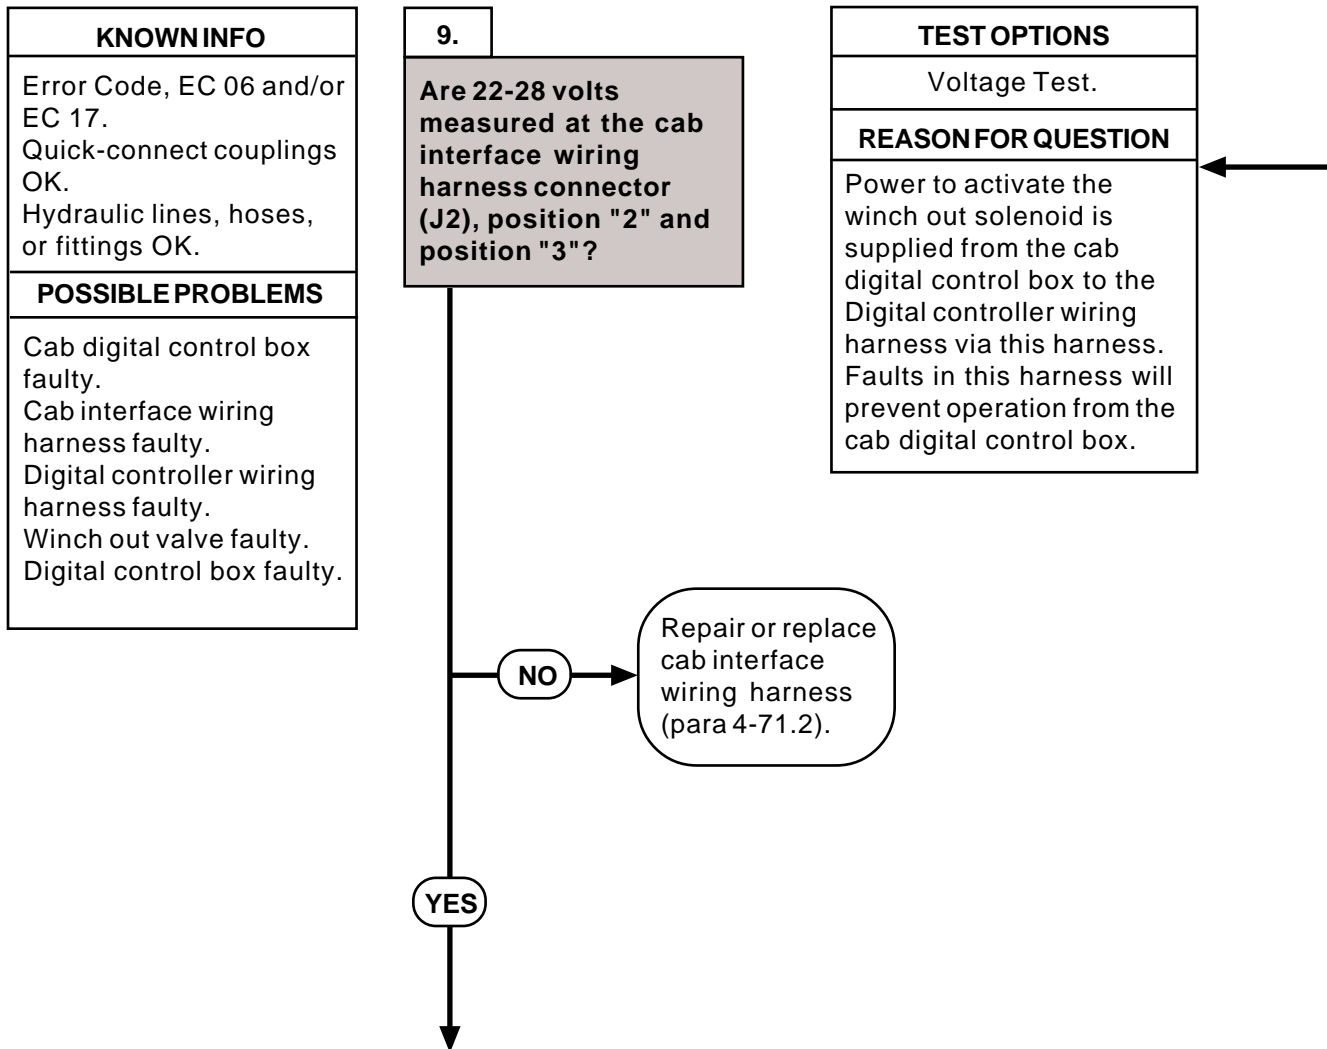 KNOWN INFO
Error Code, EC 06 and/or
EC 17.
Quick-connect couplings
OK.
Hydraulic lines, hoses,
or fittings OK.
POSSIBLE PROBLEMS
Cab digital control box
faulty.
Cab interface wiring
harness faulty.
Digital controller wiring
harness faulty.
Winch out valve faulty.
Digital control box faulty.
9.
Are 22-28 volts
measured at the cab
interface wiring
harness connector
(J2), position "2" and
position "3"?
NO
Repair or replace
cab interface
wiring harness
(para 4-71.2).
YES
TEST OPTIONS
Voltage Test.
REASON FOR QUESTION
Power to activate the
winch out solenoid is
supplied from the cab
digital control box to the
Digital controller wiring
harness via this harness.
Faults in this harness will
prevent operation from the
cab digital control box.